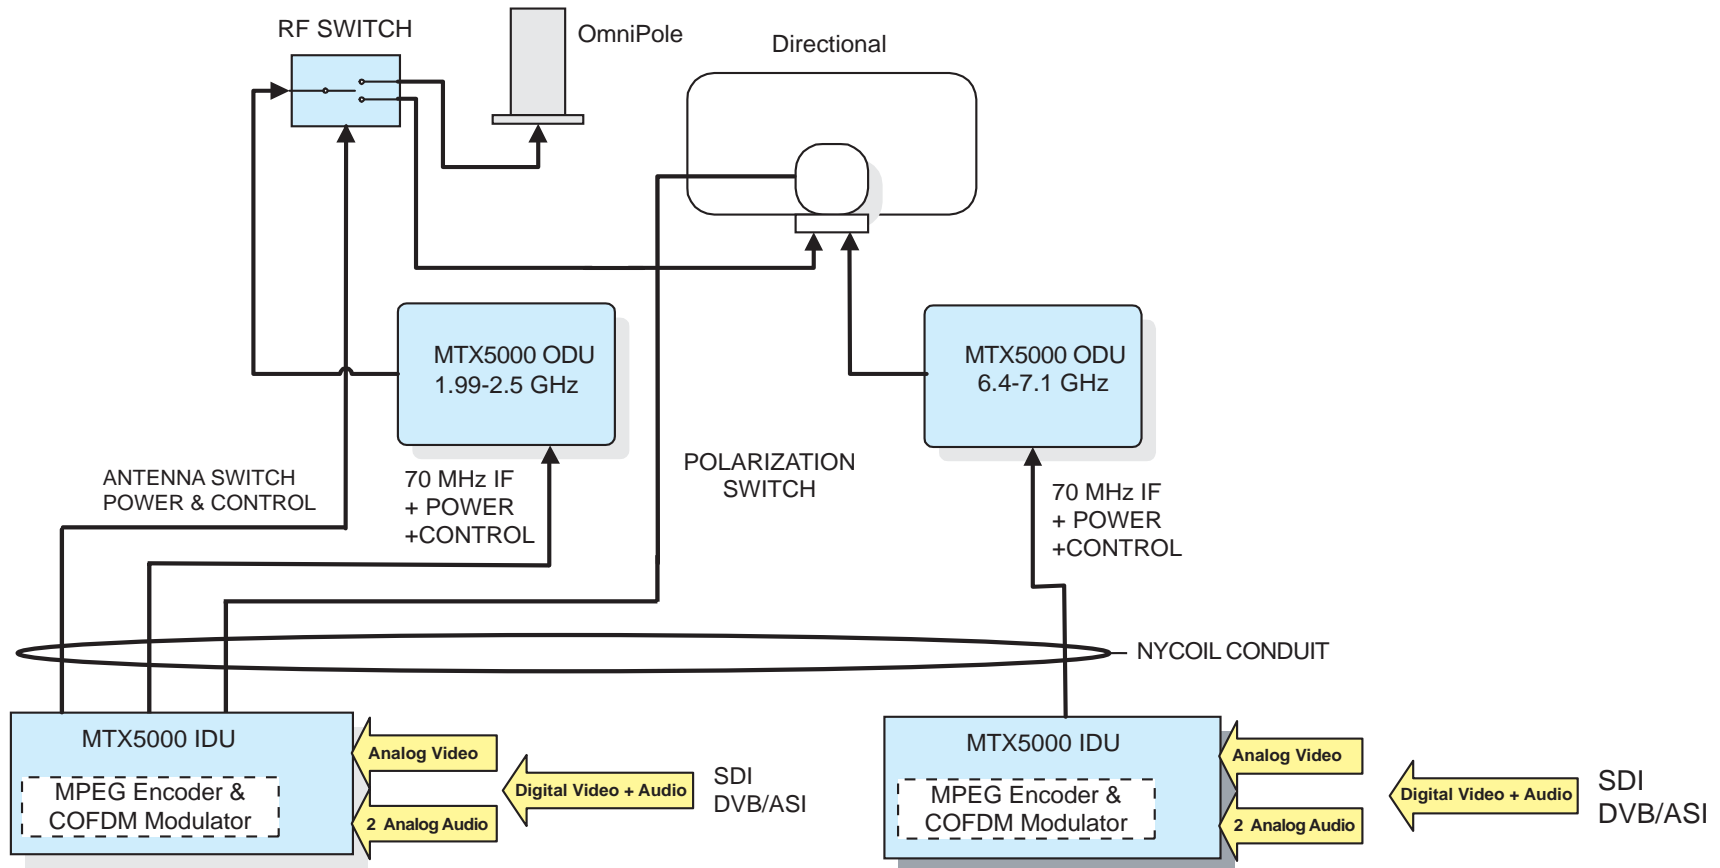 RF SWITCH
OmniPole
Directional
MTX5000 ODU
1.99-2.5 GHz
MTX5000 ODU
6.4-7.1 GHz
ANTENNA SWITCH
POWER & CONTROL
70 MHz IF
+ POWER
+CONTROL
POLARIZATION
SWITCH
70 MHz IF
+ POWER
+CONTROL
NYCOIL CONDUIT
MTX5000 IDU
MPEG Encoder &
COFDM Modulator
Analog Video
2 Analog Audio
Digital Video + Audio
SDI
DVB/ASI
MTX5000 IDU
MPEG Encoder &
COFDM Modulator
Analog Video
2 Analog Audio
Digital Video + Audio
SDI
DVB/ASI